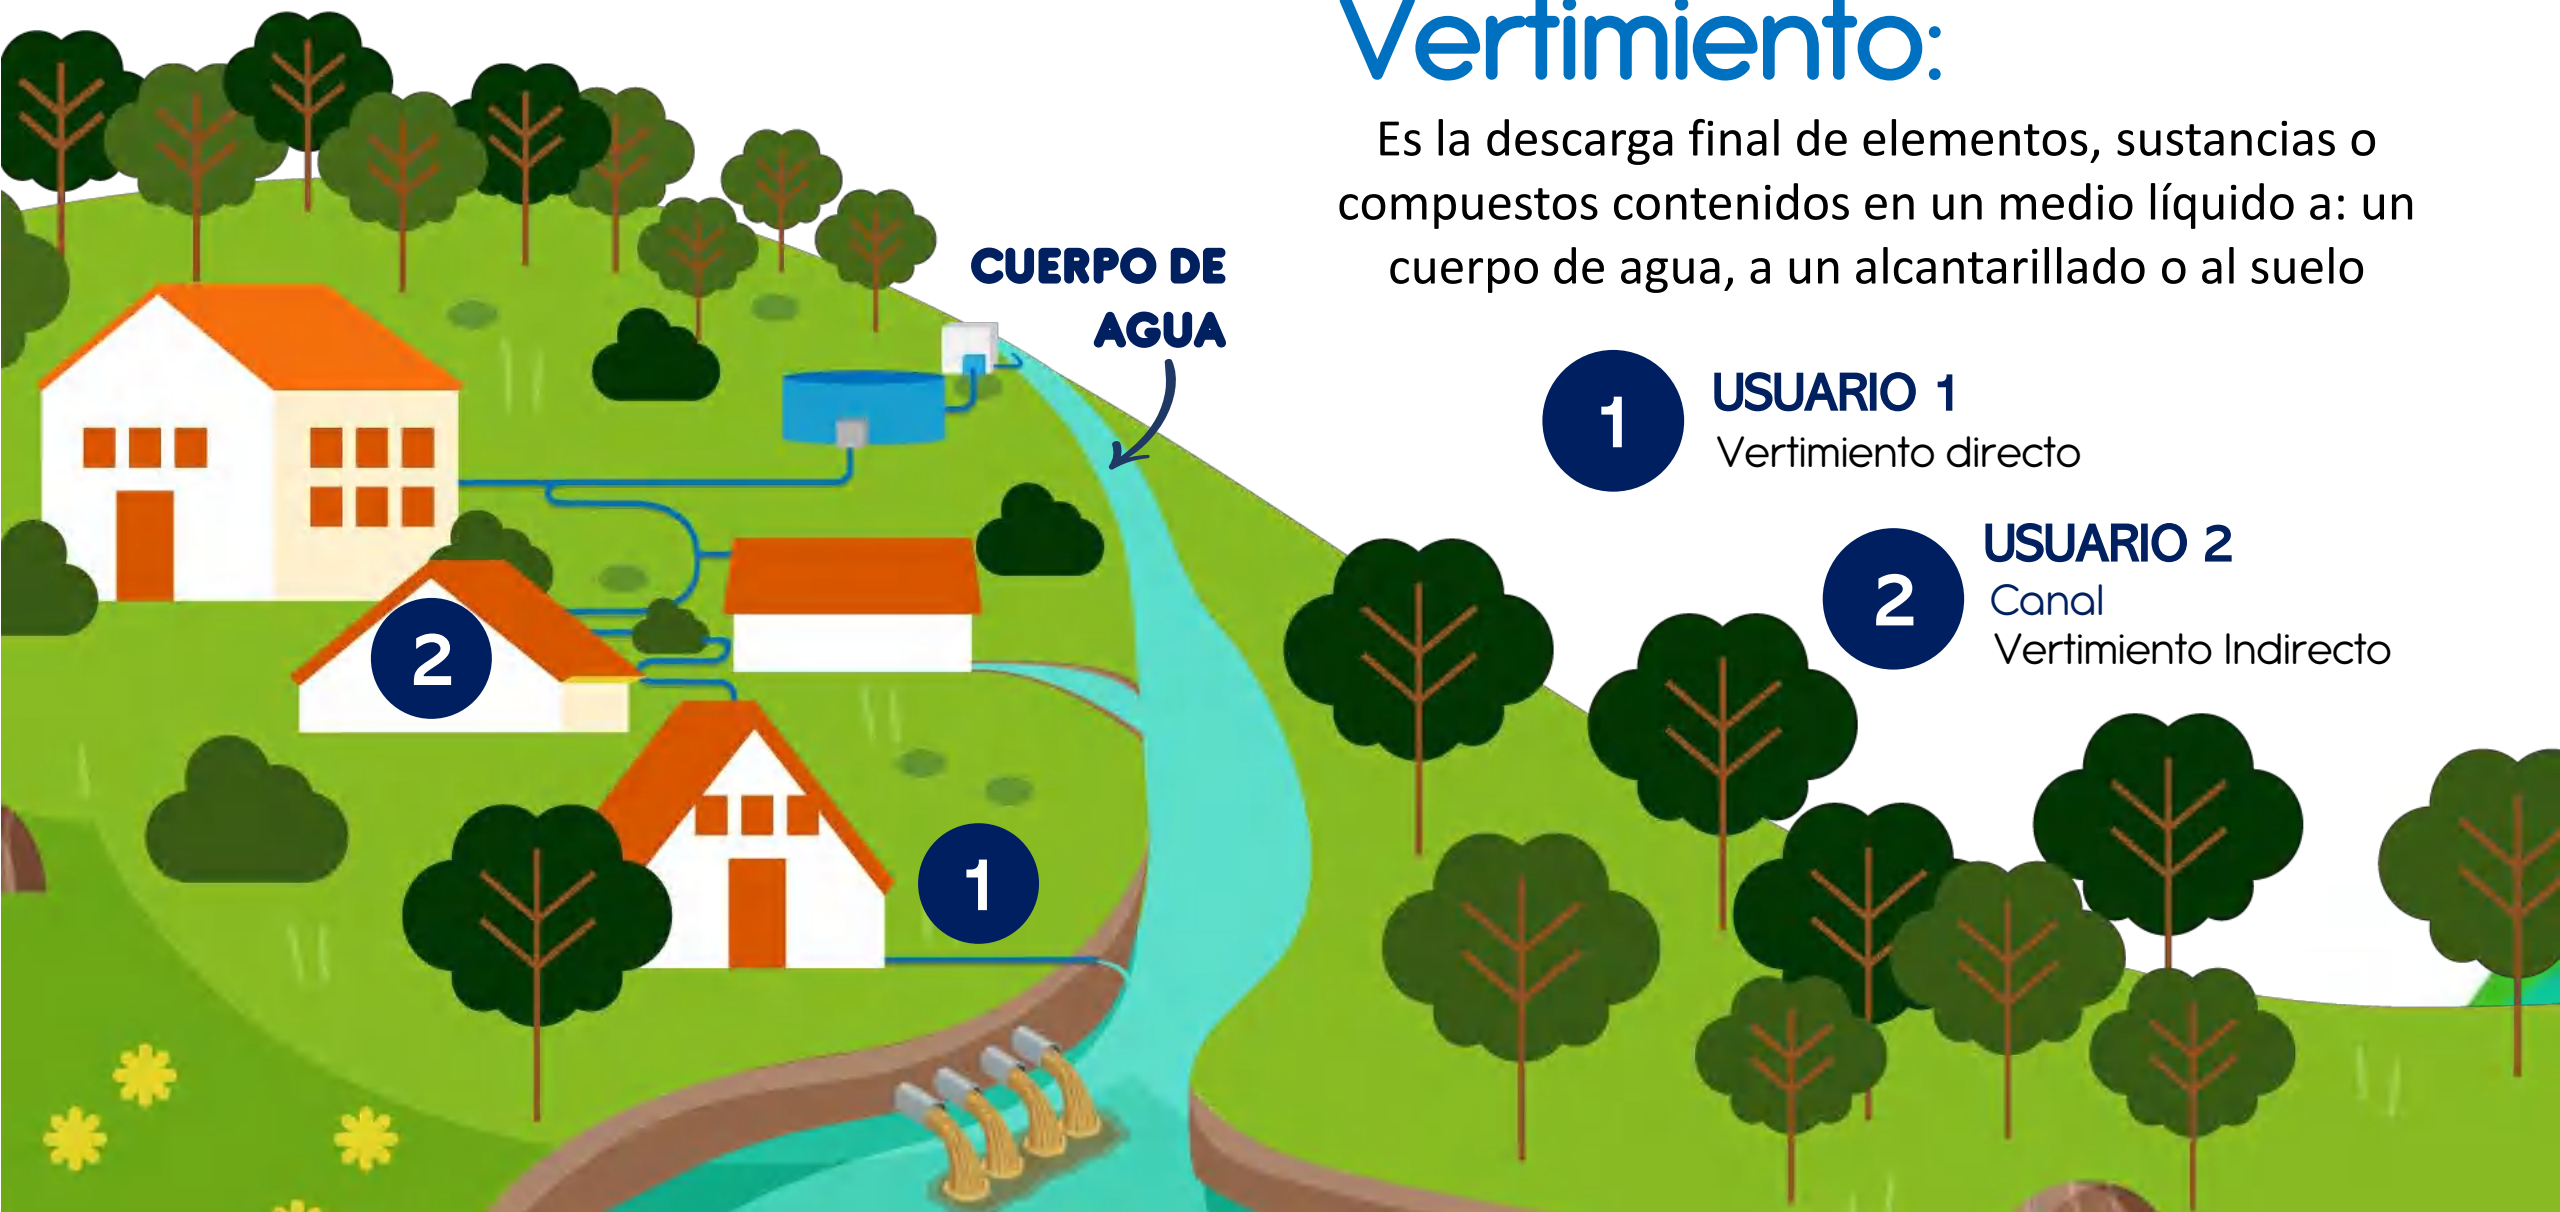 Vertimiento:
Es la descarga final de elementos, sustancias o
compuestos contenidos en un medio líquido a: un
cuerpo de agua, a un alcantarillado o al suelo
CUERPO DE
AGUA
1
USUARIO 1
Vertimiento directo
2
USUARIO 2
Canal
Vertimiento Indirecto
2
1